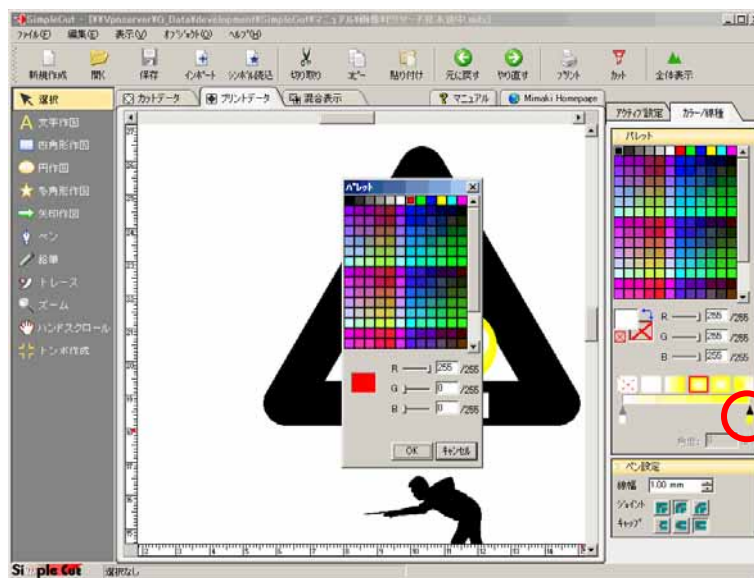 SimpleCut
ファイル(F) 編集(E) 表示(V) オプション(O) ヘルプ(H)
新規作成 開く 保存 インポート シンボル読込 切り取り コピー 貼り付け 元に戻す やり直す プリント カット 全体表示
選択
文字作図
四角形作図
円作図
多角形作図
矢印作図
ペン
鉛筆
トレース
ズーム
ハンドスクロール
トンボ作成
カットデータ プリントデータ 混合表示 マニュアル Mimaki Homepage
パレット
R 255 /255
G 0 /255
B 0 /255
OK キャンセル
アクティブ設定 カラー/線種
パレット
R 255 /255
G 255 /255
B 255 /255
角度:
ペン設定
線幅 1.00 mm
ジョイント
キャップ
Simple Cut 選択なし